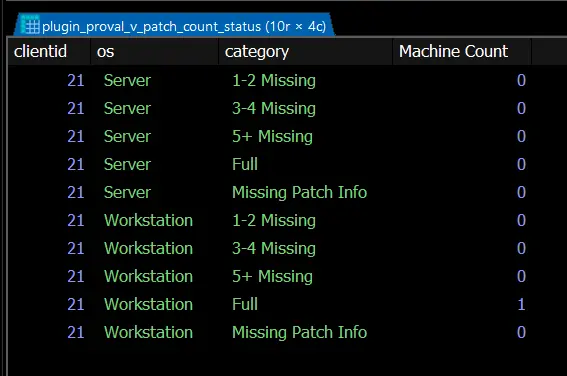 plugin_proval_v_patch_count_status (10r × 4c)
clientid os category Machine Count
21 Server 1-2 Missing 0
21 Server 3-4 Missing 0
21 Server 5+ Missing 0
21 Server Full 0
21 Server Missing Patch Info 0
21 Workstation 1-2 Missing 0
21 Workstation 3-4 Missing 0
21 Workstation 5+ Missing 0
21 Workstation Full 1
21 Workstation Missing Patch Info 0